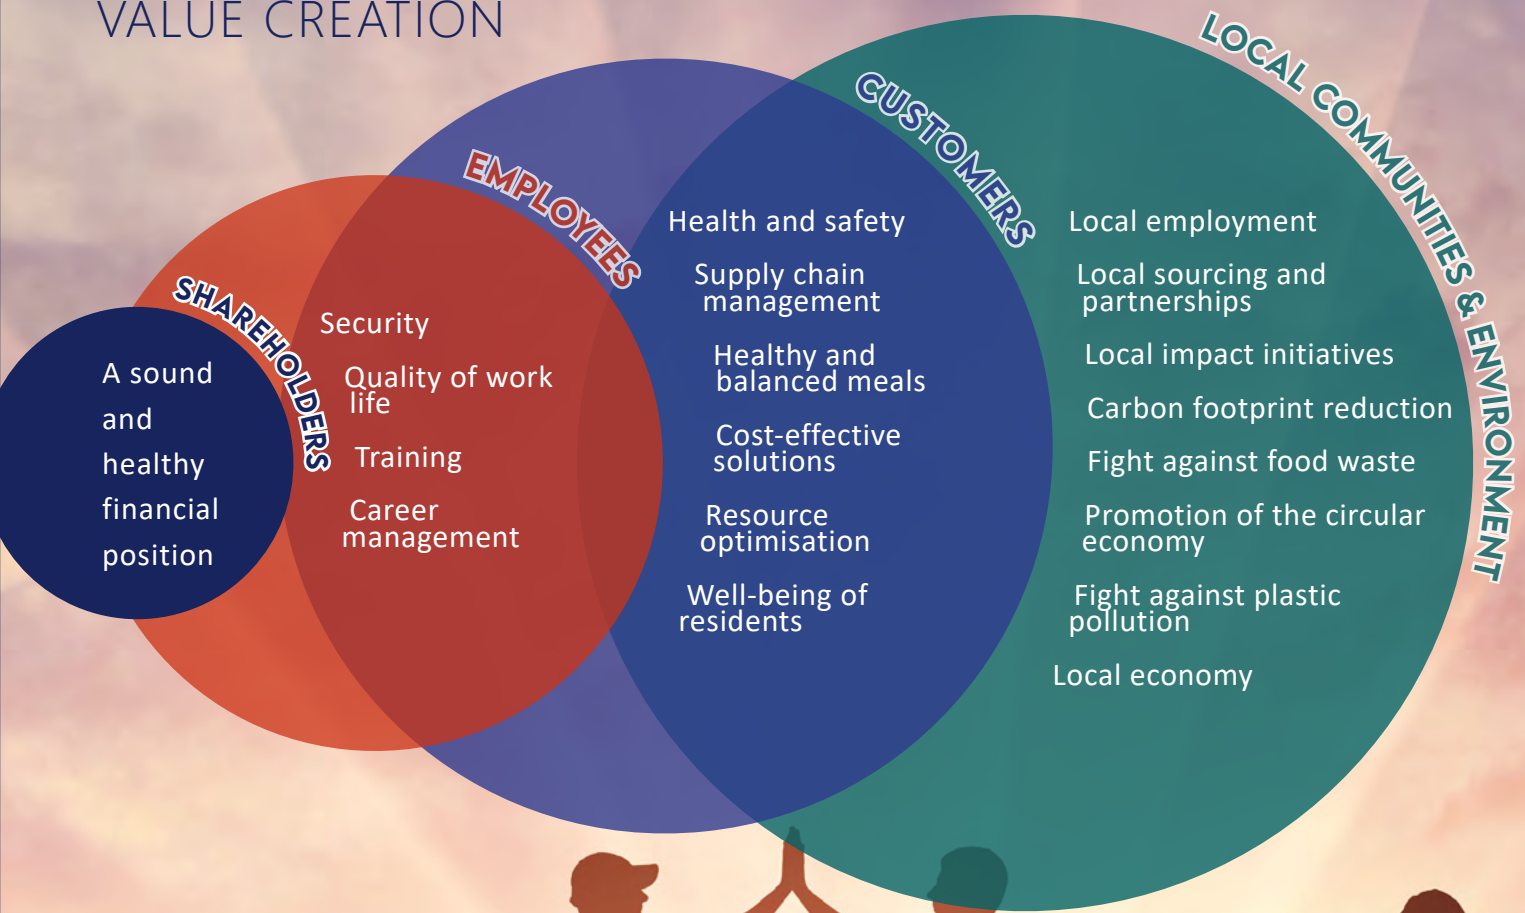 VALUE CREATION
SHAREHOLDERS
A sound
and
healthy
financial
position
EMPLOYEES
Security
Quality of work
life
Training
Career
management
CUSTOMERS
Health and safety
Supply chain
management
Healthy and
balanced meals
Cost-effective
solutions
Resource
optimisation
Well-being of
residents
LOCAL COMMUNITIES & ENVIRONMENT
Local employment
Local sourcing and
partnerships
Local impact initiatives
Carbon footprint reduction
Fight against food waste
Promotion of the circular
economy
Fight against plastic
pollution
Local economy